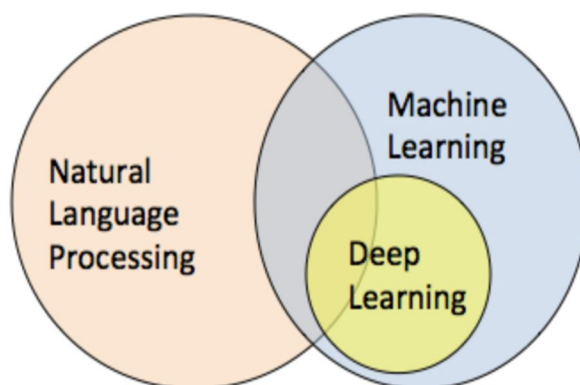 Natural
Language
Processing
Machine
Learning
Deep
Learning